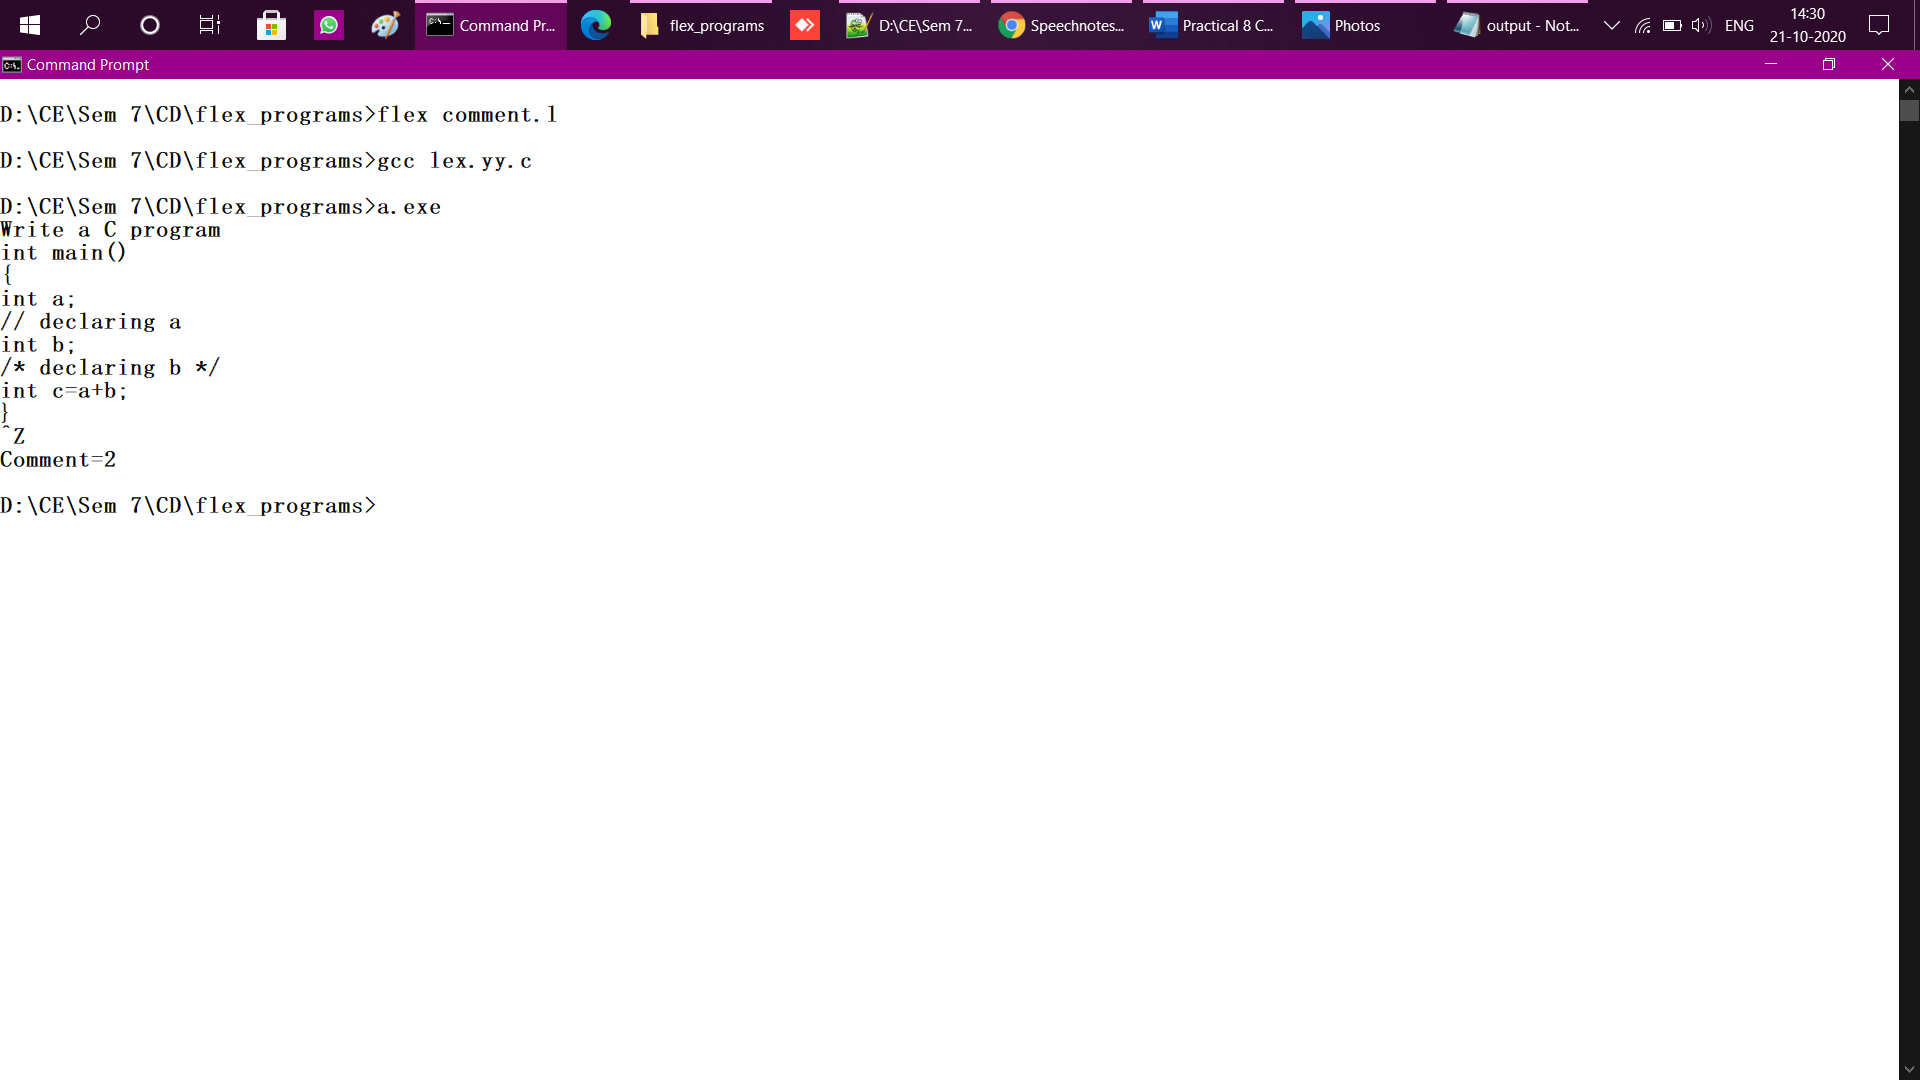 Command Pr...
flex_programs
D:\CE\Sem 7...
Speechnotes...
Practical 8 C...
Photos
output - Not...
ENG
14:30
21-10-2020
Command Prompt
D:\CE\Sem 7\CD\flex_programs>flex comment.l
D:\CE\Sem 7\CD\flex_programs>gcc lex.yy.c
D:\CE\Sem 7\CD\flex_programs>a.exe
Write a C program
int main()
{
int a;
// declaring a
int b;
/* declaring b */
int c=a+b;
}
^Z
Comment=2
D:\CE\Sem 7\CD\flex_programs>